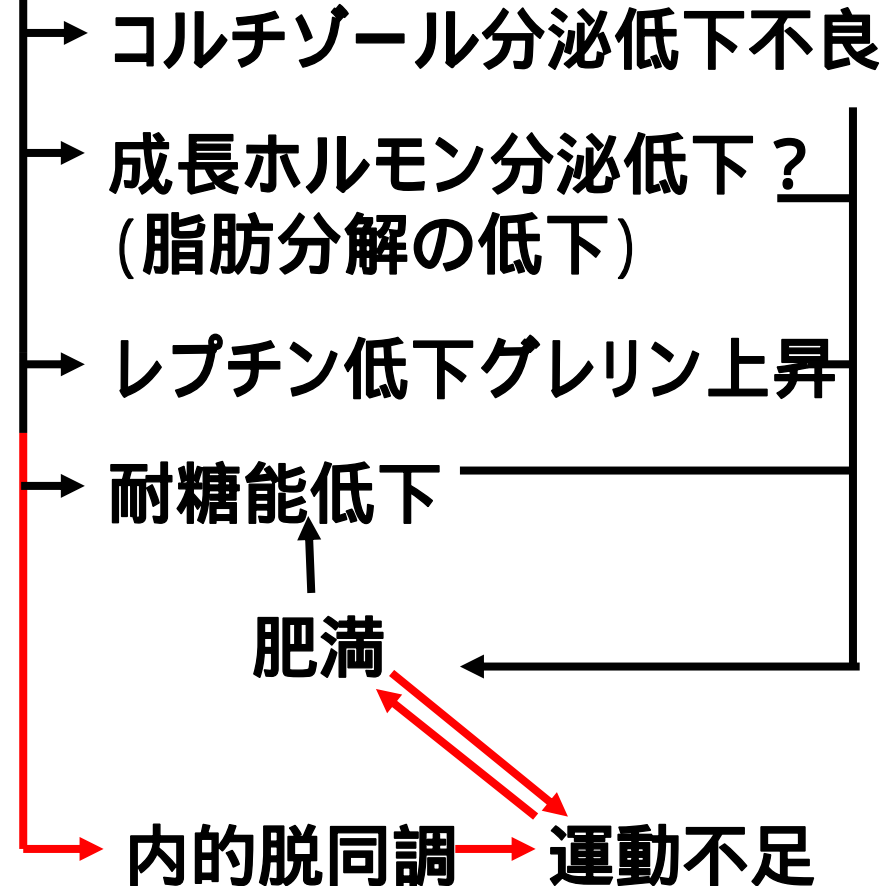 コルチゾール分泌低下不良
成長ホルモン分泌低下？
(脂肪分解の低下)
レプチン低下グレリン上昇
耐糖能低下
肥満
内的脱同調
運動不足